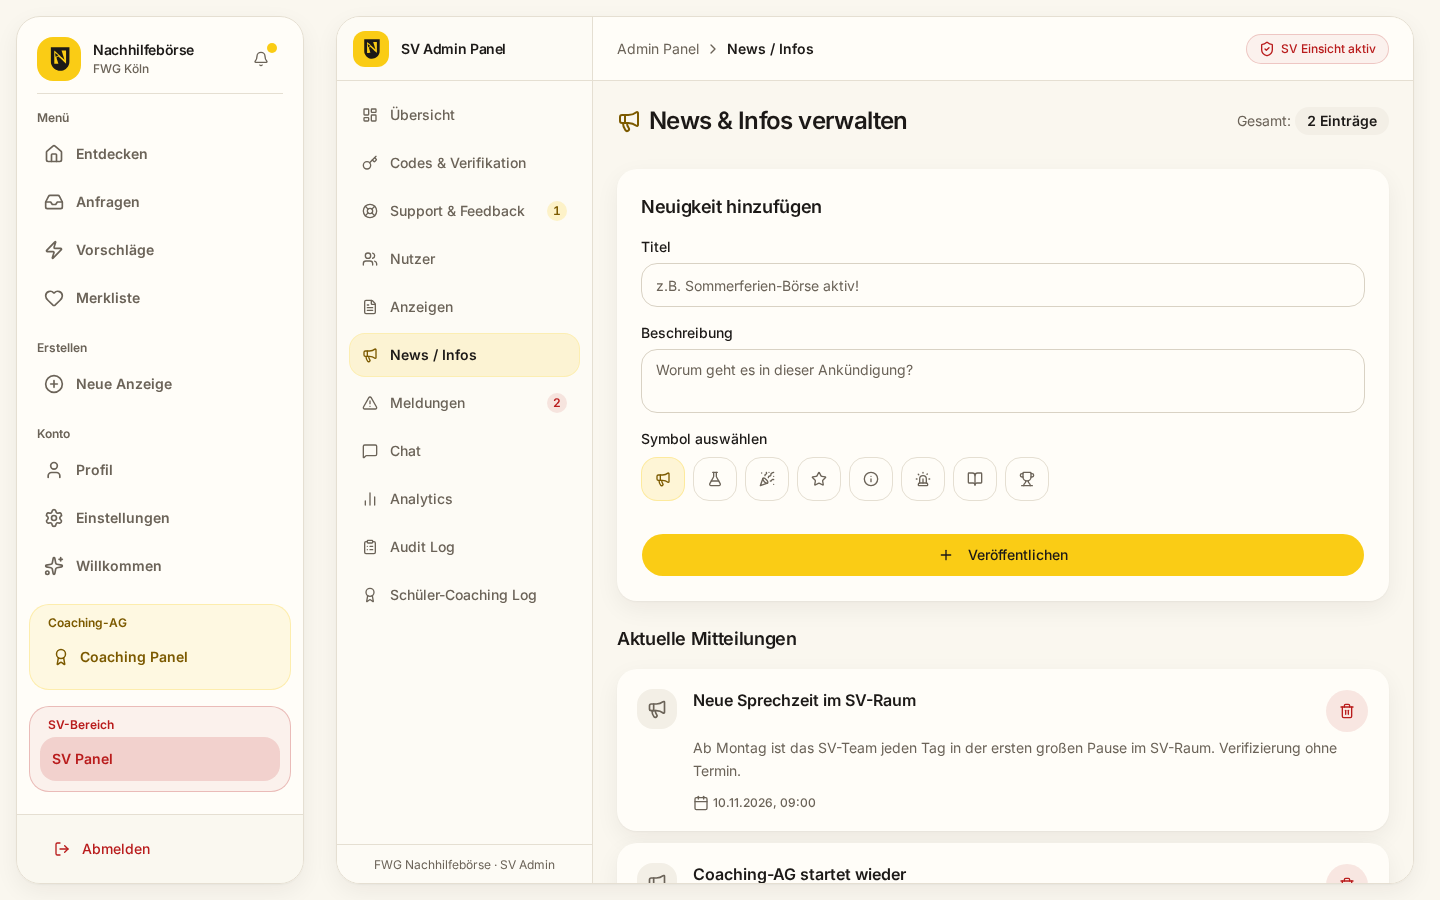 Nachhilfebörse
FWG Köln
Menü
Entdecken
Anfragen
Vorschläge
Merkliste
Erstellen
Neue Anzeige
Konto
Profil
Einstellungen
Willkommen
Coaching-AG
Coaching Panel
SV-Bereich
SV Panel
Abmelden
SV Admin Panel
Übersicht
Codes & Verifikation
Support & Feedback 1
Nutzer
Anzeigen
News / Infos
Meldungen 2
Chat
Analytics
Audit Log
Schüler-Coaching Log
FWG Nachhilfebörse · SV Admin
Admin Panel News / Infos
SV Einsicht aktiv
News & Infos verwalten
Gesamt: 2 Einträge
Neuigkeit hinzufügen
Titel
z.B. Sommerferien-Börse aktiv!
Beschreibung
Worum geht es in dieser Ankündigung?
Symbol auswählen
Veröffentlichen
Aktuelle Mitteilungen
Neue Sprechzeit im SV-Raum
Ab Montag ist das SV-Team jeden Tag in der ersten großen Pause im SV-Raum. Verifizierung ohne
Termin.
10.11.2026, 09:00
Coaching-AG startet wieder